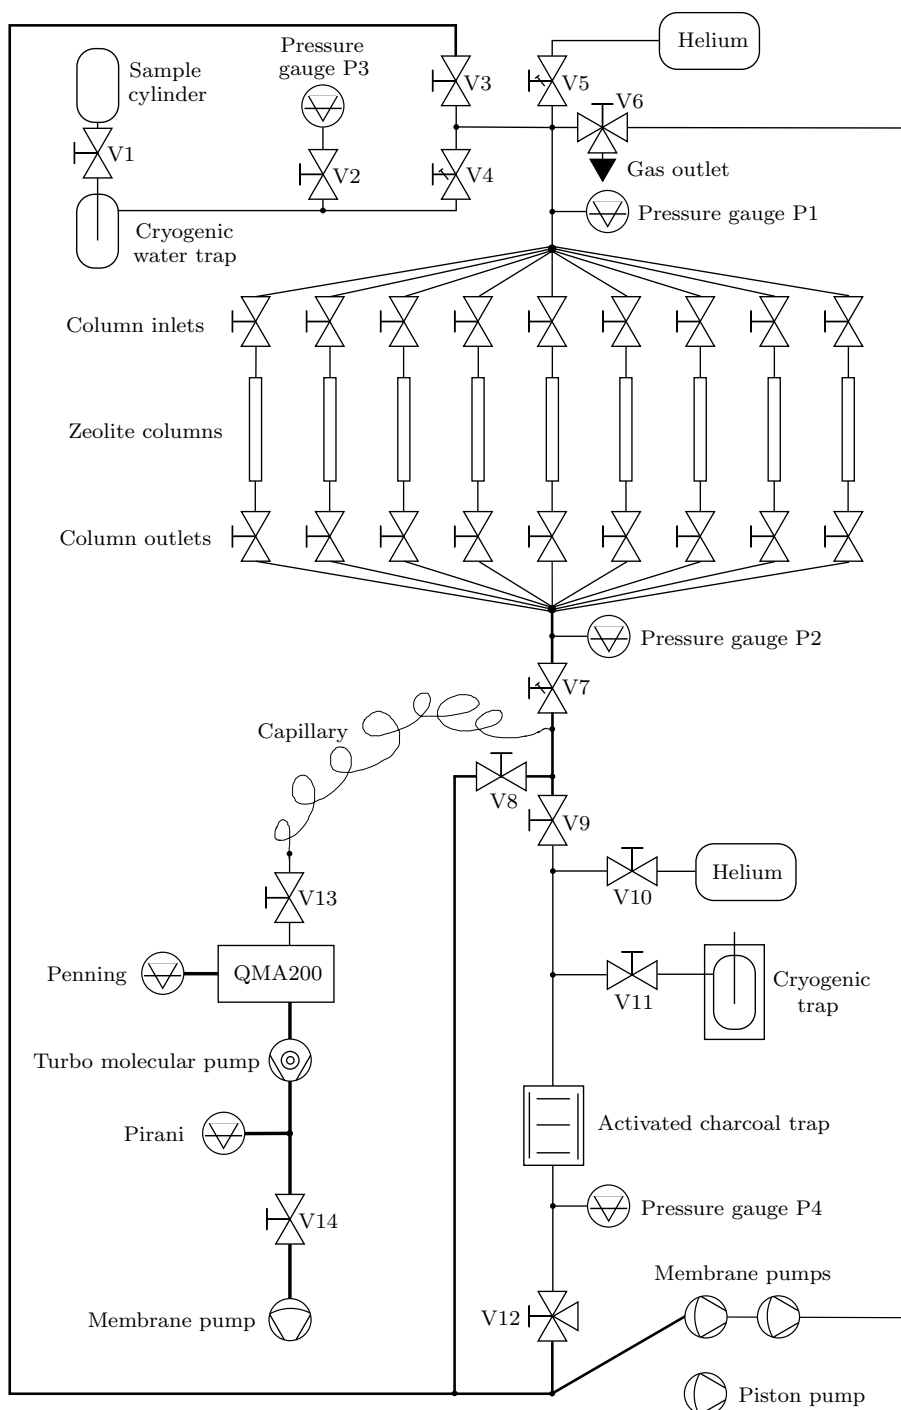 Helium
Pressure
gauge P3
Sample
cylinder
V3
V5
V6
V1
V2
V4
Gas outlet
Pressure gauge P1
Cryogenic
water trap
Column inlets
Zeolite columns
Column outlets
Pressure gauge P2
V7
Capillary
V8
V9
Helium
V10
V13
Penning
QMA200
V11
Cryogenic
trap
Turbo molecular pump
Pirani
Activated charcoal trap
V14
Pressure gauge P4
Membrane pumps
Membrane pump
V12
Piston pump